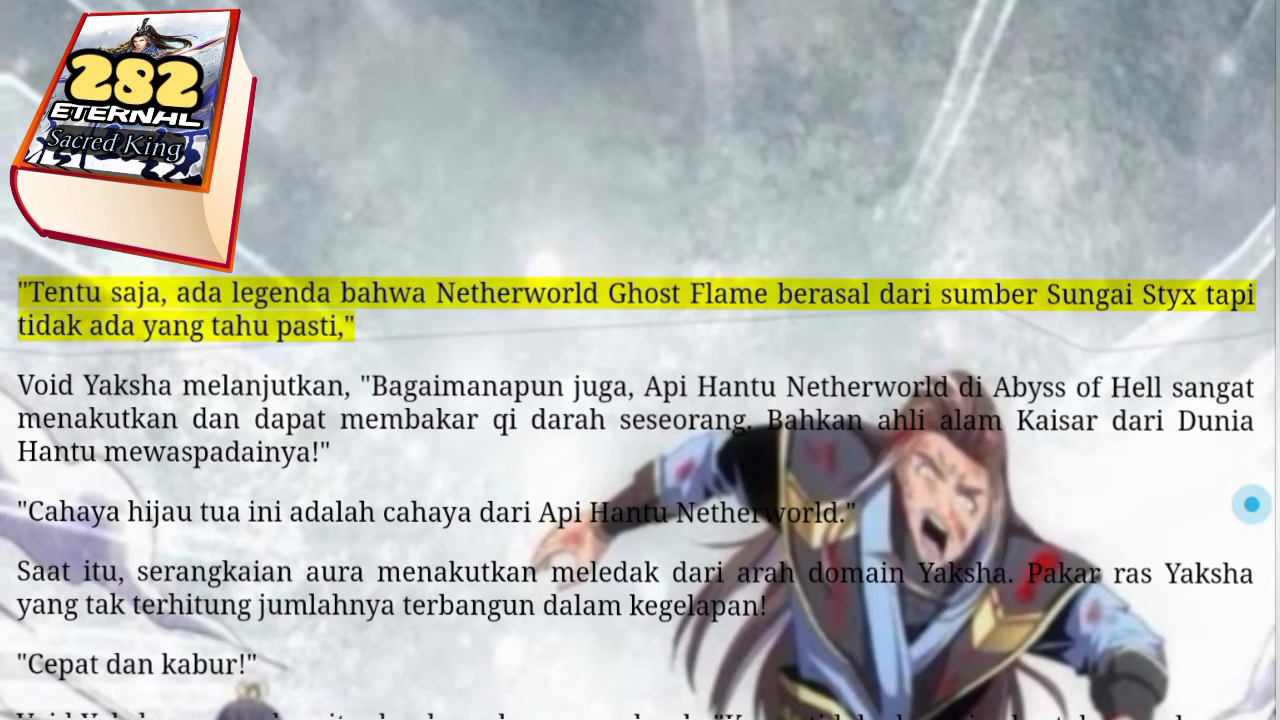 282
ETERNAL
Sacred King
"Tentu saja, ada legenda bahwa Netherworld Ghost Flame berasal dari sumber Sungai Styx tapi
tidak ada yang tahu pasti,"
Void Yaksha melanjutkan, "Bagaimanapun juga, Api Hantu Netherworld di Abyss of Hell sangat
menakutkan dan dapat membakar qi darah seseorang. Bahkan ahli alam Kaisar dari Dunia
Hantu mewaspadainya!"
"Cahaya hijau tua ini adalah cahaya dari Api Hantu Netherworld."
Saat itu, serangkaian aura menakutkan meledak dari arah domain Yaksha. Pakar ras Yaksha
yang tak terhitung jumlahnya terbangun dalam kegelapan!
"Cepat dan kabur!"